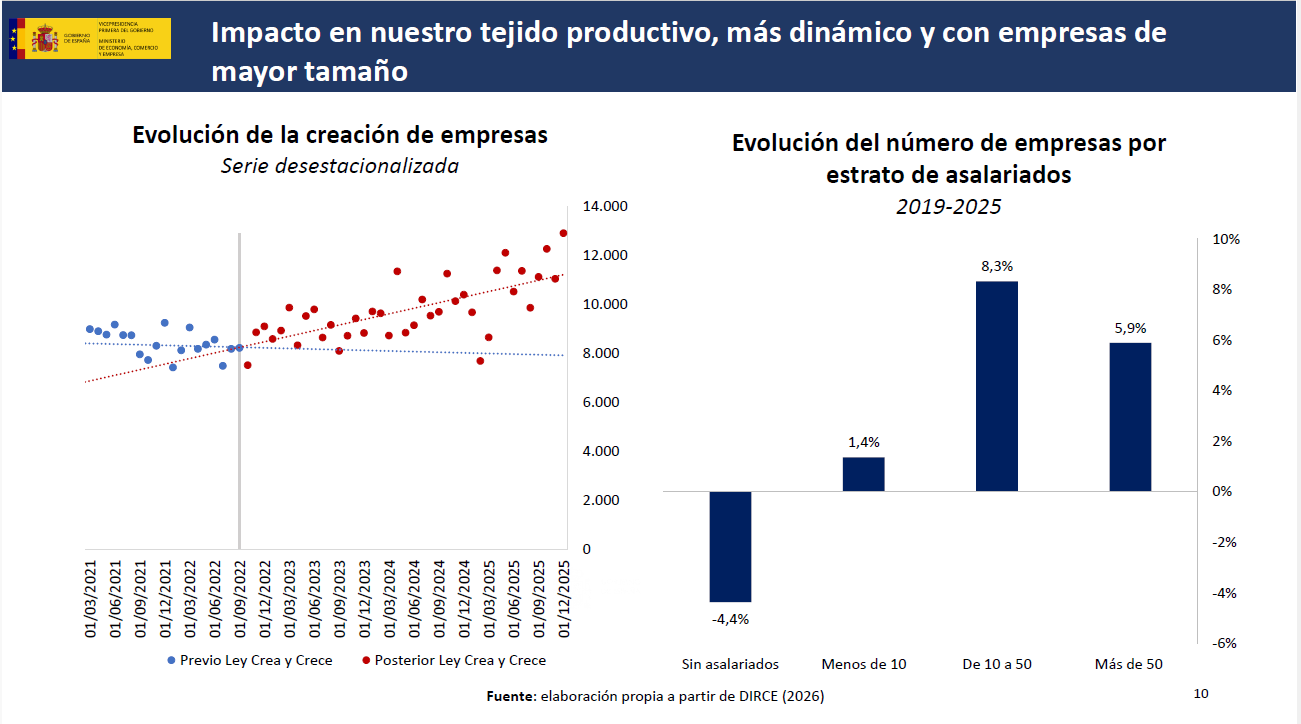 GOBIERNO
DE ESPAÑA
VICEPRESIDENCIA
PRIMERA DEL GOBIERNO
MINISTERIO
DE ECONOMÍA, COMERCIO
Y EMPRESA
Impacto en nuestro tejido productivo, más dinámico y con empresas de
mayor tamaño
Evolución de la creación de empresas
Serie desestacionalizada
14.000
12.000
10.000
8.000
6.000
4.000
2.000
0
01/03/2021
01/06/2021
01/09/2021
01/12/2021
01/03/2022
01/06/2022
01/09/2022
01/12/2022
01/03/2023
01/06/2023
01/09/2023
01/12/2023
01/03/2024
01/06/2024
01/09/2024
01/12/2024
01/03/2025
01/06/2025
01/09/2025
01/12/2025
Previo Ley Crea y Crece
Posterior Ley Crea y Crece
Evolución del número de empresas por
estrato de asalariados
2019-2025
10%
8%
6%
4%
2%
0%
-2%
-4%
-6%
-4,4%
1,4%
8,3%
5,9%
Sin asalariados
Menos de 10
De 10 a 50
Más de 50
Fuente: elaboración propia a partir de DIRCE (2026)
10